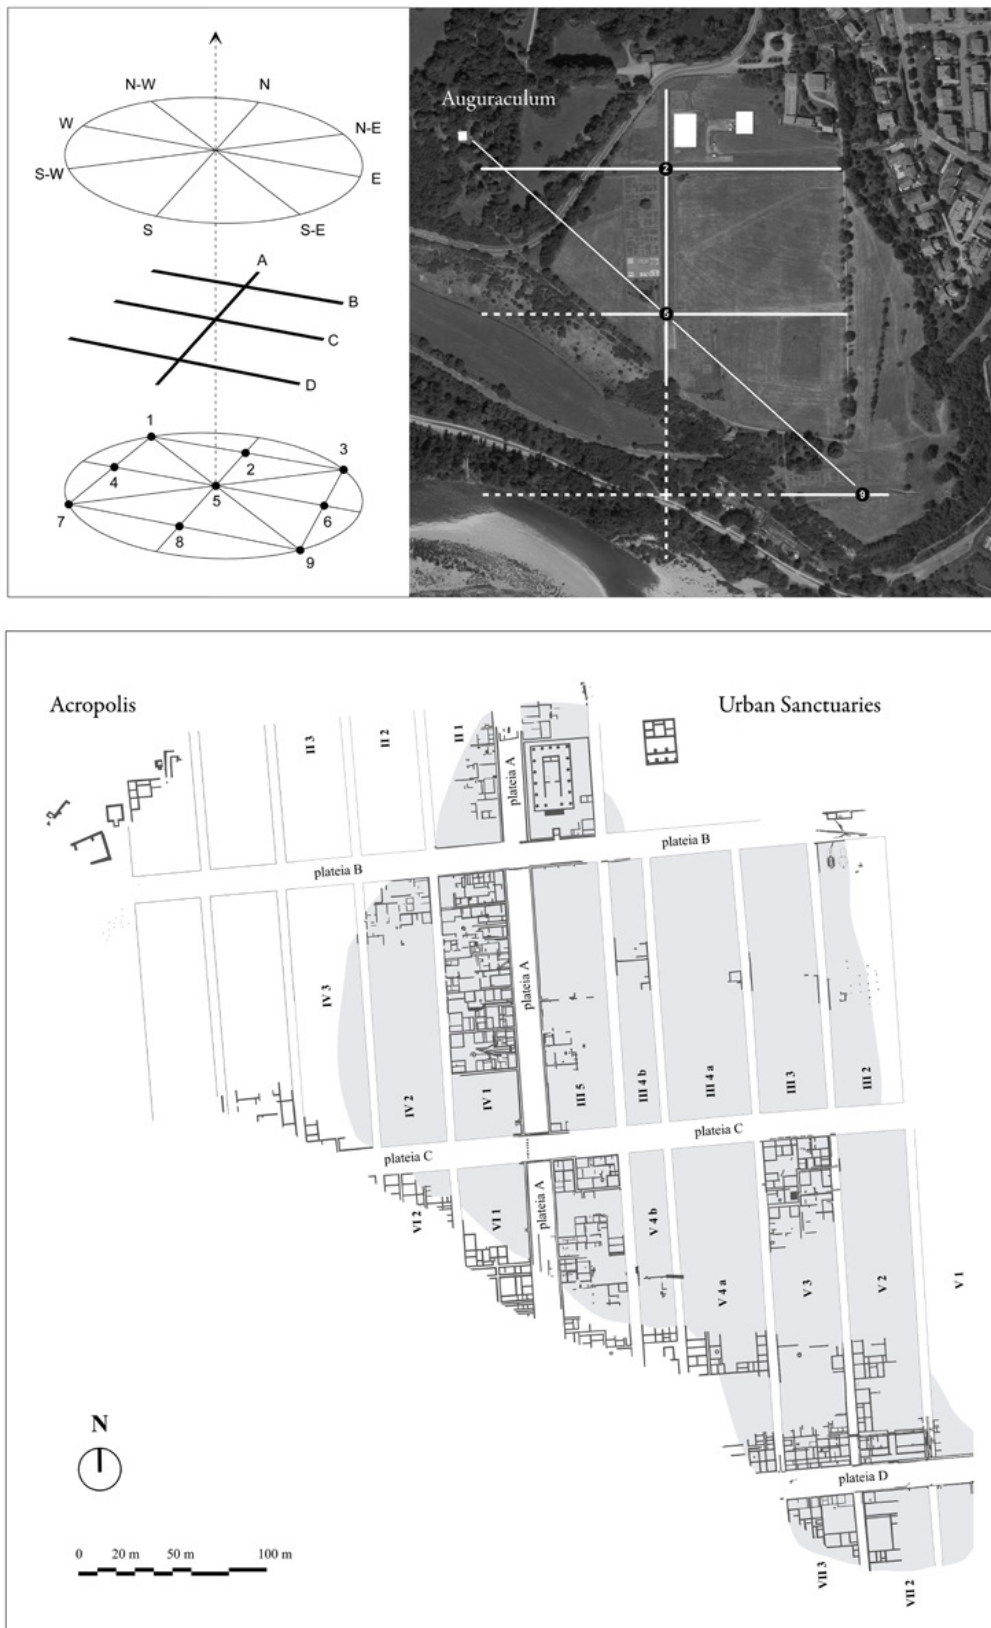 N-W
N
W
N-E
S-W
E
S
S-E
A
B
C
D
1
2
3
4
5
6
7
8
9
Auguraculum
2
5
9
Acropolis
Urban Sanctuaries
II 3
II 2
II 1
plateia A
plateia B
plateia B
plateia A
IV 3
IV 2
IV 1
III 5
III 4 b
III 4 a
III 3
III 2
plateia C
plateia C
VI 2
VI 1
plateia A
V 4 b
V 4 a
V 3
V 2
V 1
plateia D
VII 3
VII 2
N
0 20 m 50 m 100 m